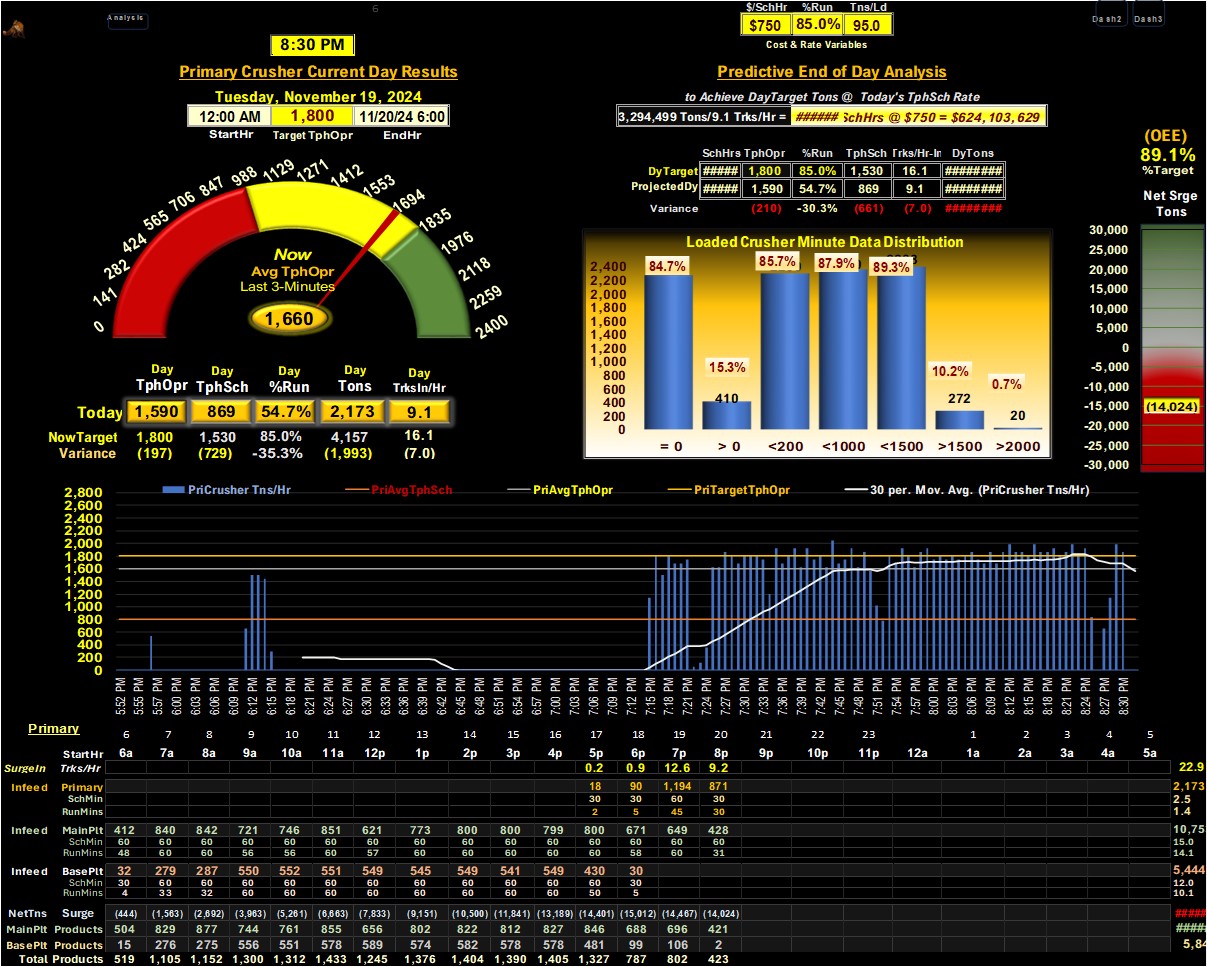 6
Analysis
$/SchHr %Run Tns/Ld
$750 85.0% 95.0
Cost & Rate Variables
Dash2 Dash3
8:30 PM
Primary Crusher Current Day Results
Tuesday, November 19, 2024
12:00 AM 1,800 11/20/24 6:00
StartHr Target TphOpr EndHr
0 141 282 424 565 706 847 988 1129 1271 1412 1553 1694 1835 1976 2118 2259 2400
Now
Avg TphOpr
Last 3-Minutes
1,660
Day Day Day Day Day
TphOpr TphSch %Run Tons TrksIn/Hr
Today 1,590 869 54.7% 2,173 9.1
NowTarget 1,800 1,530 85.0% 4,157 16.1
Variance (197) (729) -35.3% (1,993) (7.0)
Predictive End of Day Analysis
to Achieve DayTarget Tons @ Today's TphSch Rate
3,294,499 Tons/9.1 Trks/Hr = ###### SchHrs @ $750 = $624,103,629
SchHrs TphOpr %Run TphSch Trks/Hr-In DyTons
DyTarget ##### 1,800 85.0% 1,530 16.1 ########
ProjectedDy ##### 1,590 54.7% 869 9.1 ########
Variance (210) -30.3% (661) (7.0) ########
(OEE)
89.1%
%Target
Net Srge
Tons
30,000
25,000
20,000
15,000
10,000
5,000
0
-5,000
-10,000
-15,000
-20,000
-25,000
-30,000
(14,024)
Loaded Crusher Minute Data Distribution
2,400
2,200
2,000
1,800
1,600
1,400
1,200
1,000
800
600
400
200
0
84.7% 15.3% 85.7% 87.9% 89.3% 10.2% 0.7%
410 272 20
= 0 > 0 <200 <1000 <1500 >1500 >2000
PriCrusher Tns/Hr PriAvgTphSch PriAvgTphOpr PriTargetTphOpr 30 per. Mov. Avg. (PriCrusher Tns/Hr)
2,800
2,600
2,400
2,200
2,000
1,800
1,600
1,400
1,200
1,000
800
600
400
200
0
5:52 PM 5:55 PM 5:57 PM 6:00 PM 6:03 PM 6:06 PM 6:09 PM 6:12 PM 6:15 PM 6:18 PM 6:21 PM 6:24 PM 6:27 PM 6:30 PM 6:33 PM 6:36 PM 6:39 PM 6:42 PM 6:45 PM 6:48 PM 6:51 PM 6:54 PM 6:57 PM 7:00 PM 7:03 PM 7:06 PM 7:09 PM 7:12 PM 7:15 PM 7:18 PM 7:21 PM 7:24 PM 7:27 PM 7:30 PM 7:33 PM 7:36 PM 7:39 PM 7:42 PM 7:45 PM 7:48 PM 7:51 PM 7:54 PM 7:57 PM 8:00 PM 8:03 PM 8:06 PM 8:09 PM 8:12 PM 8:15 PM 8:18 PM 8:21 PM 8:24 PM 8:27 PM 8:30 PM
Primary
6 7 8 9 10 11 12 13 14 15 16 17 18 19 20 21 22 23 1 2 3 4 5
StartHr 6a 7a 8a 9a 10a 11a 12p 1p 2p 3p 4p 5p 6p 7p 8p 9p 10p 11p 12a 1a 2a 3a 4a 5a
SurgeIn Trks/Hr 0.2 0.9 12.6 9.2 22.9
Infeed Primary 18 90 1,194 871 2,173
SchMin 30 30 60 30 2.5
RunMins 2 5 45 30 1.4
Infeed MainPlt 412 840 842 721 746 851 621 773 800 800 799 800 671 649 428 10,75
SchMin 60 60 60 60 60 60 60 60 60 60 60 60 60 60 60 15.0
RunMins 48 60 60 56 56 60 57 60 60 60 60 60 58 60 31 14.1
Infeed BasePlt 32 279 287 550 552 551 549 545 549 541 549 430 30 5,444
SchMin 30 60 60 60 60 60 60 60 60 60 60 60 30 12.0
RunMins 4 33 32 60 60 60 60 60 60 60 60 50 5 10.1
NetTns Surge (444) (1,563) (2,692) (3,963) (5,261) (6,663) (7,833) (9,151) (10,500) (11,841) (13,189) (14,401) (15,012) (14,467) (14,024) #####
MainPlt Products 504 829 877 744 761 855 656 802 822 812 827 846 688 696 421 ####
BasePlt Products 15 276 275 556 551 578 589 574 582 578 578 481 99 106 2 5,84
Total Products 519 1,105 1,152 1,300 1,312 1,433 1,245 1,376 1,404 1,390 1,405 1,327 787 802 423